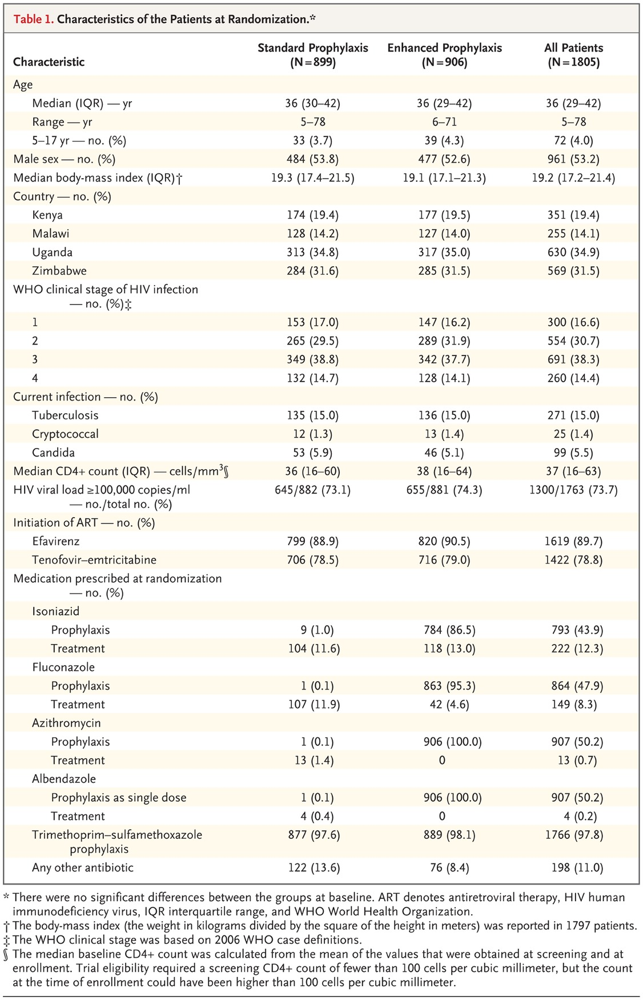 Table 1. Characteristics of the Patients at Randomization.*
Characteristic Standard Prophylaxis (N=899) Enhanced Prophylaxis (N=906) All Patients (N=1805)
Age
Median (IQR) — yr 36 (30–42) 36 (29–42) 36 (29–42)
Range — yr 5–78 6–71 5–78
5–17 yr — no. (%) 33 (3.7) 39 (4.3) 72 (4.0)
Male sex — no. (%) 484 (53.8) 477 (52.6) 961 (53.2)
Median body-mass index (IQR)† 19.3 (17.4–21.5) 19.1 (17.1–21.3) 19.2 (17.2–21.4)
Country — no. (%)
Kenya 174 (19.4) 177 (19.5) 351 (19.4)
Malawi 128 (14.2) 127 (14.0) 255 (14.1)
Uganda 313 (34.8) 317 (35.0) 630 (34.9)
Zimbabwe 284 (31.6) 285 (31.5) 569 (31.5)
WHO clinical stage of HIV infection
— no. (%)‡
1 153 (17.0) 147 (16.2) 300 (16.6)
2 265 (29.5) 289 (31.9) 554 (30.7)
3 349 (38.8) 342 (37.7) 691 (38.3)
4 132 (14.7) 128 (14.1) 260 (14.4)
Current infection — no. (%)
Tuberculosis 135 (15.0) 136 (15.0) 271 (15.0)
Cryptococcal 12 (1.3) 13 (1.4) 25 (1.4)
Candida 53 (5.9) 46 (5.1) 99 (5.5)
Median CD4+ count (IQR) — cells/mm³§ 36 (16–60) 38 (16–64) 37 (16–63)
HIV viral load ≥100,000 copies/ml 645/882 (73.1) 655/881 (74.3) 1300/1763 (73.7)
— no./total no. (%)
Initiation of ART — no. (%)
Efavirenz 799 (88.9) 820 (90.5) 1619 (89.7)
Tenofovir–emtricitabine 706 (78.5) 716 (79.0) 1422 (78.8)
Medication prescribed at randomization
— no. (%)
Isoniazid
Prophylaxis 9 (1.0) 784 (86.5) 793 (43.9)
Treatment 104 (11.6) 118 (13.0) 222 (12.3)
Fluconazole
Prophylaxis 1 (0.1) 863 (95.3) 864 (47.9)
Treatment 107 (11.9) 42 (4.6) 149 (8.3)
Azithromycin
Prophylaxis 1 (0.1) 906 (100.0) 907 (50.2)
Treatment 13 (1.4) 0 13 (0.7)
Albendazole
Prophylaxis as single dose 1 (0.1) 906 (100.0) 907 (50.2)
Treatment 4 (0.4) 0 4 (0.2)
Trimethoprim–sulfamethoxazole 877 (97.6) 889 (98.1) 1766 (97.8)
prophylaxis
Any other antibiotic 122 (13.6) 76 (8.4) 198 (11.0)
* There were no significant differences between the groups at baseline. ART denotes antiretroviral therapy, HIV human
immunodeficiency virus, IQR interquartile range, and WHO World Health Organization.
† The body-mass index (the weight in kilograms divided by the square of the height in meters) was reported in 1797 patients.
‡ The WHO clinical stage was based on 2006 WHO case definitions.
§ The median baseline CD4+ count was calculated from the mean of the values that were obtained at screening and at
enrollment. Trial eligibility required a screening CD4+ count of fewer than 100 cells per cubic millimeter, but the count
at the time of enrollment could have been higher than 100 cells per cubic millimeter.